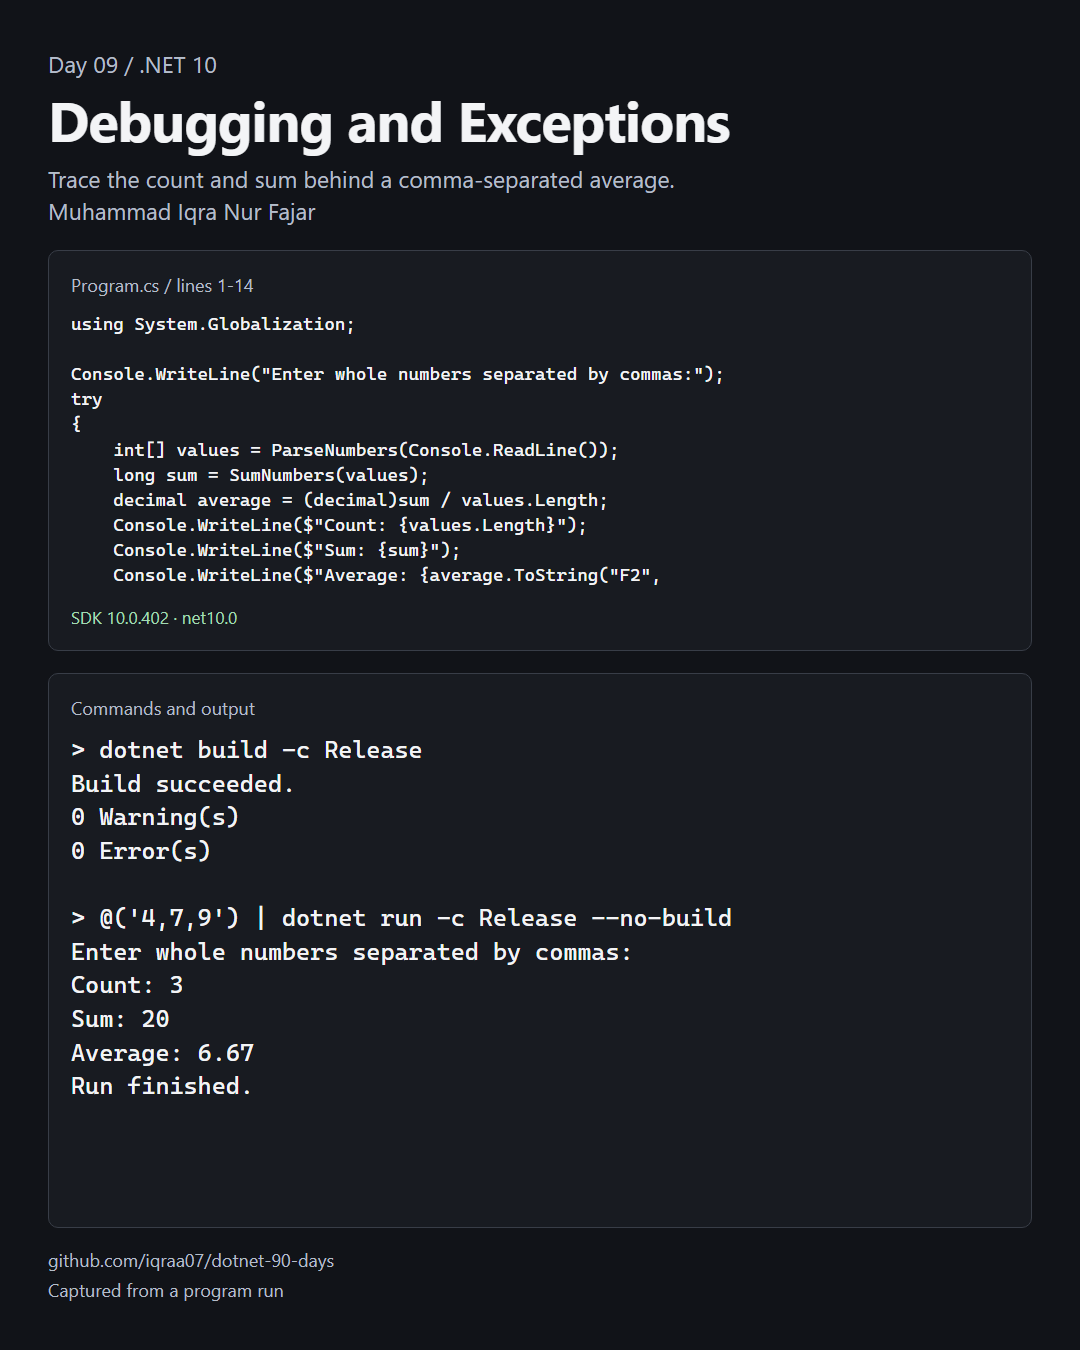 Day 09 / .NET 10
Debugging and Exceptions
Trace the count and sum behind a comma-separated average.
Muhammad Iqra Nur Fajar
Program.cs / lines 1-14
using System.Globalization;
Console.WriteLine("Enter whole numbers separated by commas:");
try
{
    int[] values = ParseNumbers(Console.ReadLine());
    long sum = SumNumbers(values);
    decimal average = (decimal)sum / values.Length;
    Console.WriteLine($"Count: {values.Length}");
    Console.WriteLine($"Sum: {sum}");
    Console.WriteLine($"Average: {average.ToString("F2",
SDK 10.0.402 · net10.0
Commands and output
> dotnet build -c Release
Build succeeded.
0 Warning(s)
0 Error(s)
> @('4,7,9') | dotnet run -c Release --no-build
Enter whole numbers separated by commas:
Count: 3
Sum: 20
Average: 6.67
Run finished.
github.com/iqraa07/dotnet-90-days
Captured from a program run